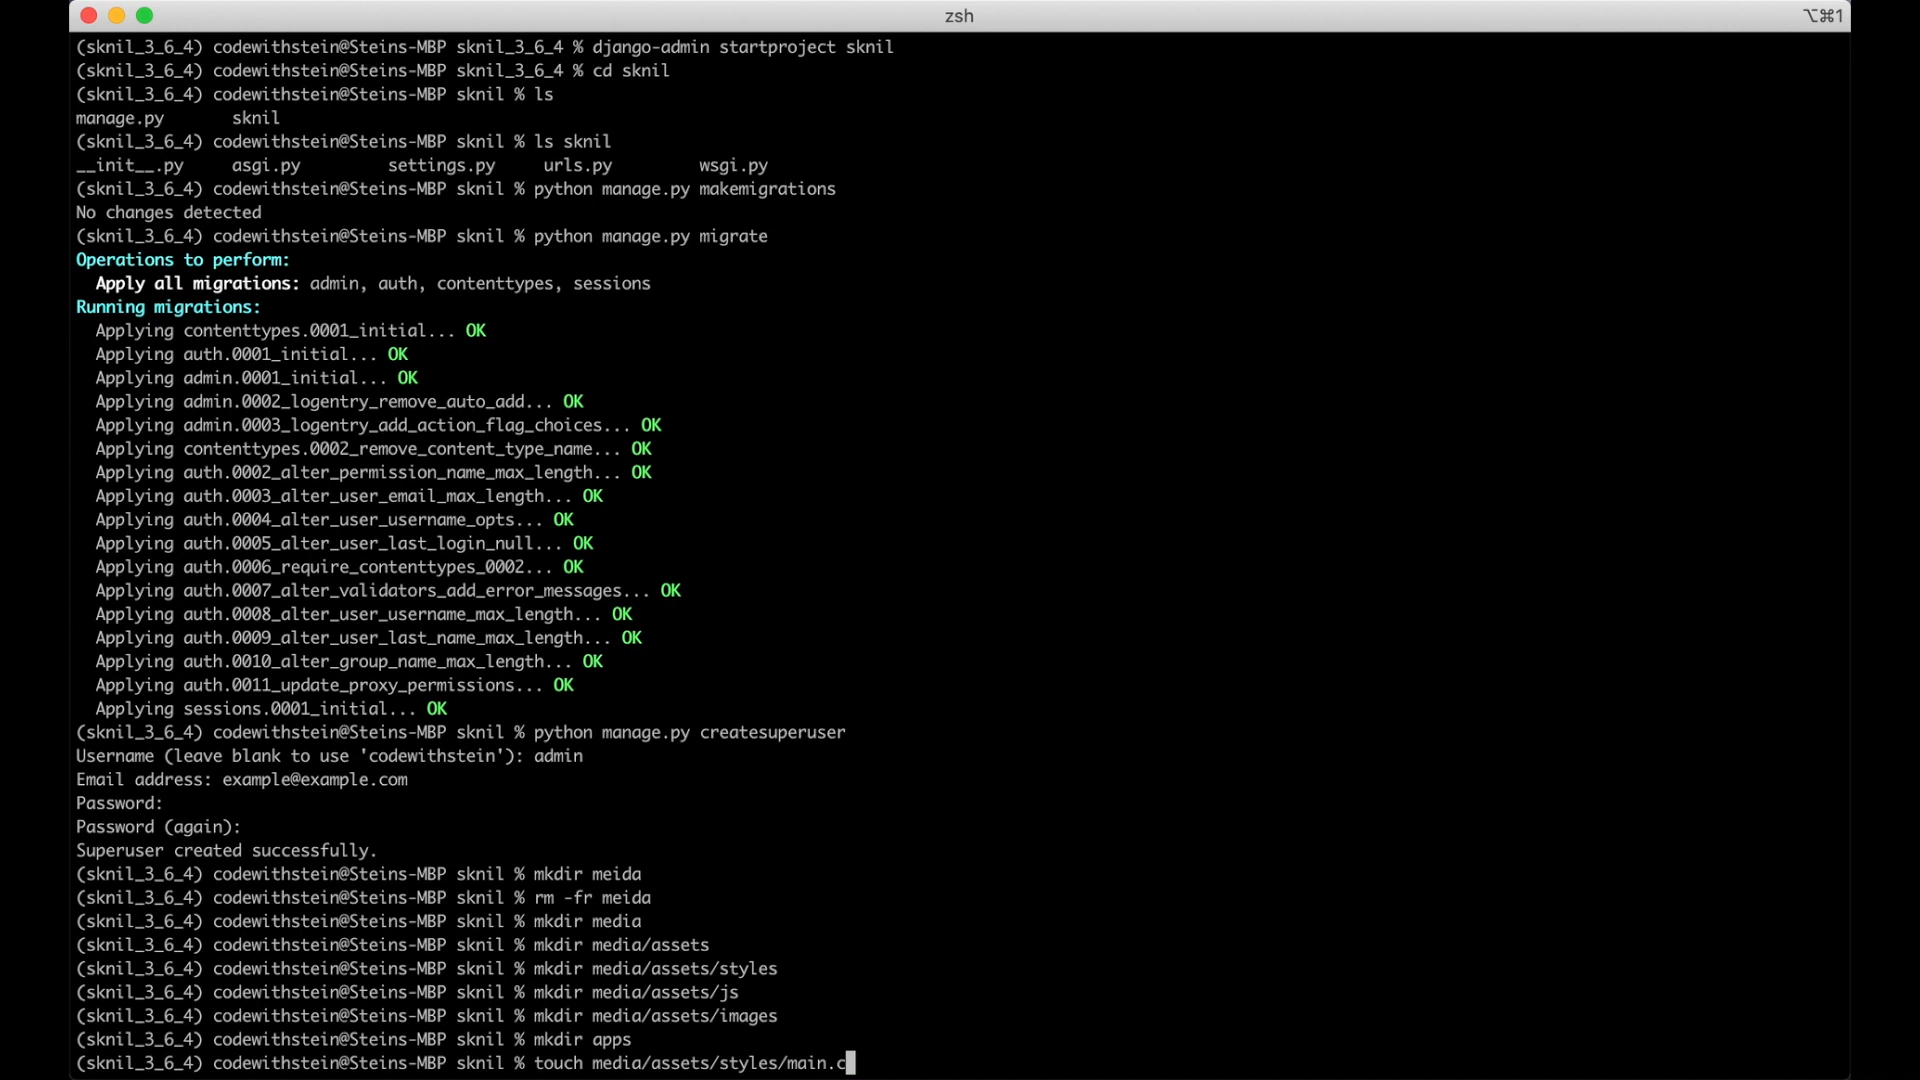 zsh
⌥⌘1
(sknil_3_6_4) codewithstein@Steins-MBP sknil_3_6_4 % django-admin startproject sknil
(sknil_3_6_4) codewithstein@Steins-MBP sknil_3_6_4 % cd sknil
(sknil_3_6_4) codewithstein@Steins-MBP sknil % ls
manage.py       sknil
(sknil_3_6_4) codewithstein@Steins-MBP sknil % ls sknil
__init__.py     asgi.py         settings.py     urls.py         wsgi.py
(sknil_3_6_4) codewithstein@Steins-MBP sknil % python manage.py makemigrations
No changes detected
(sknil_3_6_4) codewithstein@Steins-MBP sknil % python manage.py migrate
Operations to perform:
  Apply all migrations: admin, auth, contenttypes, sessions
Running migrations:
  Applying contenttypes.0001_initial... OK
  Applying auth.0001_initial... OK
  Applying admin.0001_initial... OK
  Applying admin.0002_logentry_remove_auto_add... OK
  Applying admin.0003_logentry_add_action_flag_choices... OK
  Applying contenttypes.0002_remove_content_type_name... OK
  Applying auth.0002_alter_permission_name_max_length... OK
  Applying auth.0003_alter_user_email_max_length... OK
  Applying auth.0004_alter_user_username_opts... OK
  Applying auth.0005_alter_user_last_login_null... OK
  Applying auth.0006_require_contenttypes_0002... OK
  Applying auth.0007_alter_validators_add_error_messages... OK
  Applying auth.0008_alter_user_username_max_length... OK
  Applying auth.0009_alter_user_last_name_max_length... OK
  Applying auth.0010_alter_group_name_max_length... OK
  Applying auth.0011_update_proxy_permissions... OK
  Applying sessions.0001_initial... OK
(sknil_3_6_4) codewithstein@Steins-MBP sknil % python manage.py createsuperuser
Username (leave blank to use 'codewithstein'): admin
Email address: example@example.com
Password:
Password (again):
Superuser created successfully.
(sknil_3_6_4) codewithstein@Steins-MBP sknil % mkdir meida
(sknil_3_6_4) codewithstein@Steins-MBP sknil % rm -fr meida
(sknil_3_6_4) codewithstein@Steins-MBP sknil % mkdir media
(sknil_3_6_4) codewithstein@Steins-MBP sknil % mkdir media/assets
(sknil_3_6_4) codewithstein@Steins-MBP sknil % mkdir media/assets/styles
(sknil_3_6_4) codewithstein@Steins-MBP sknil % mkdir media/assets/js
(sknil_3_6_4) codewithstein@Steins-MBP sknil % mkdir media/assets/images
(sknil_3_6_4) codewithstein@Steins-MBP sknil % mkdir apps
(sknil_3_6_4) codewithstein@Steins-MBP sknil % touch media/assets/styles/main.c